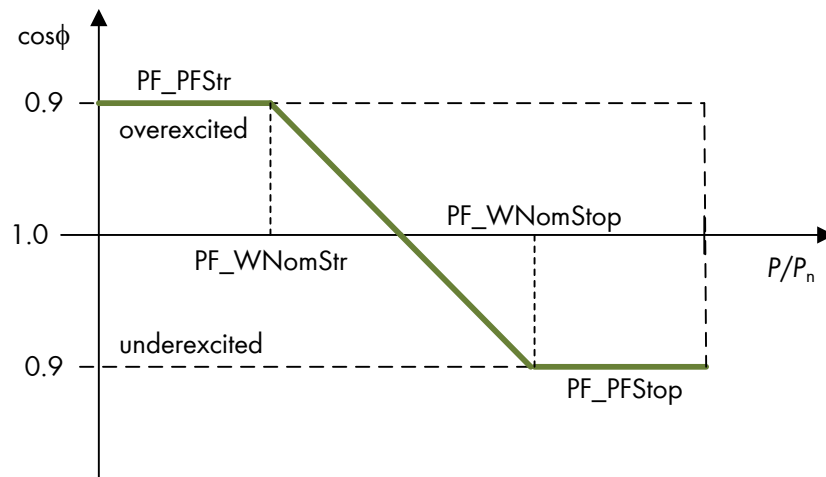 cosϕ
PF_PFStr
0.9
overexcited
PF_WNomStop
1.0
PF_WNomStr
P/Pn
underexcited
0.9
PF_PFStop